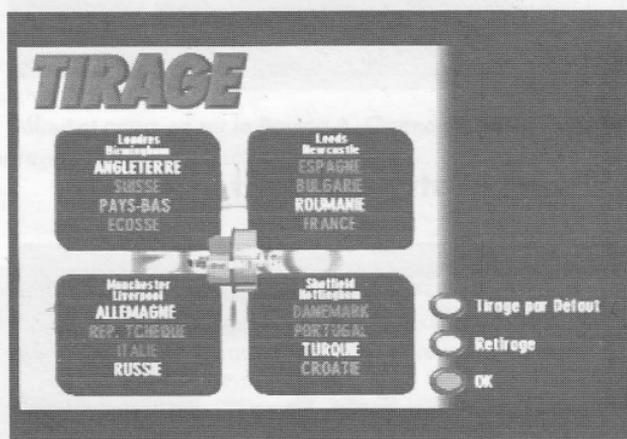 TIRAGE
Londres
Birmingham
ANGLETERRE
SUISSE
PAYS-BAS
ECOSSE
Leeds
Newcastle
ESPAGNE
BULGARIE
ROUMANIE
FRANCE
Manchester
Liverpool
ALLEMAGNE
REP. TCHEQUE
ITALIE
RUSSIE
Sheffield
Nottingham
DANEMARK
PORTUGAL
TURQUIE
CROATIE
Tirage par Défaut
Retirage
OK